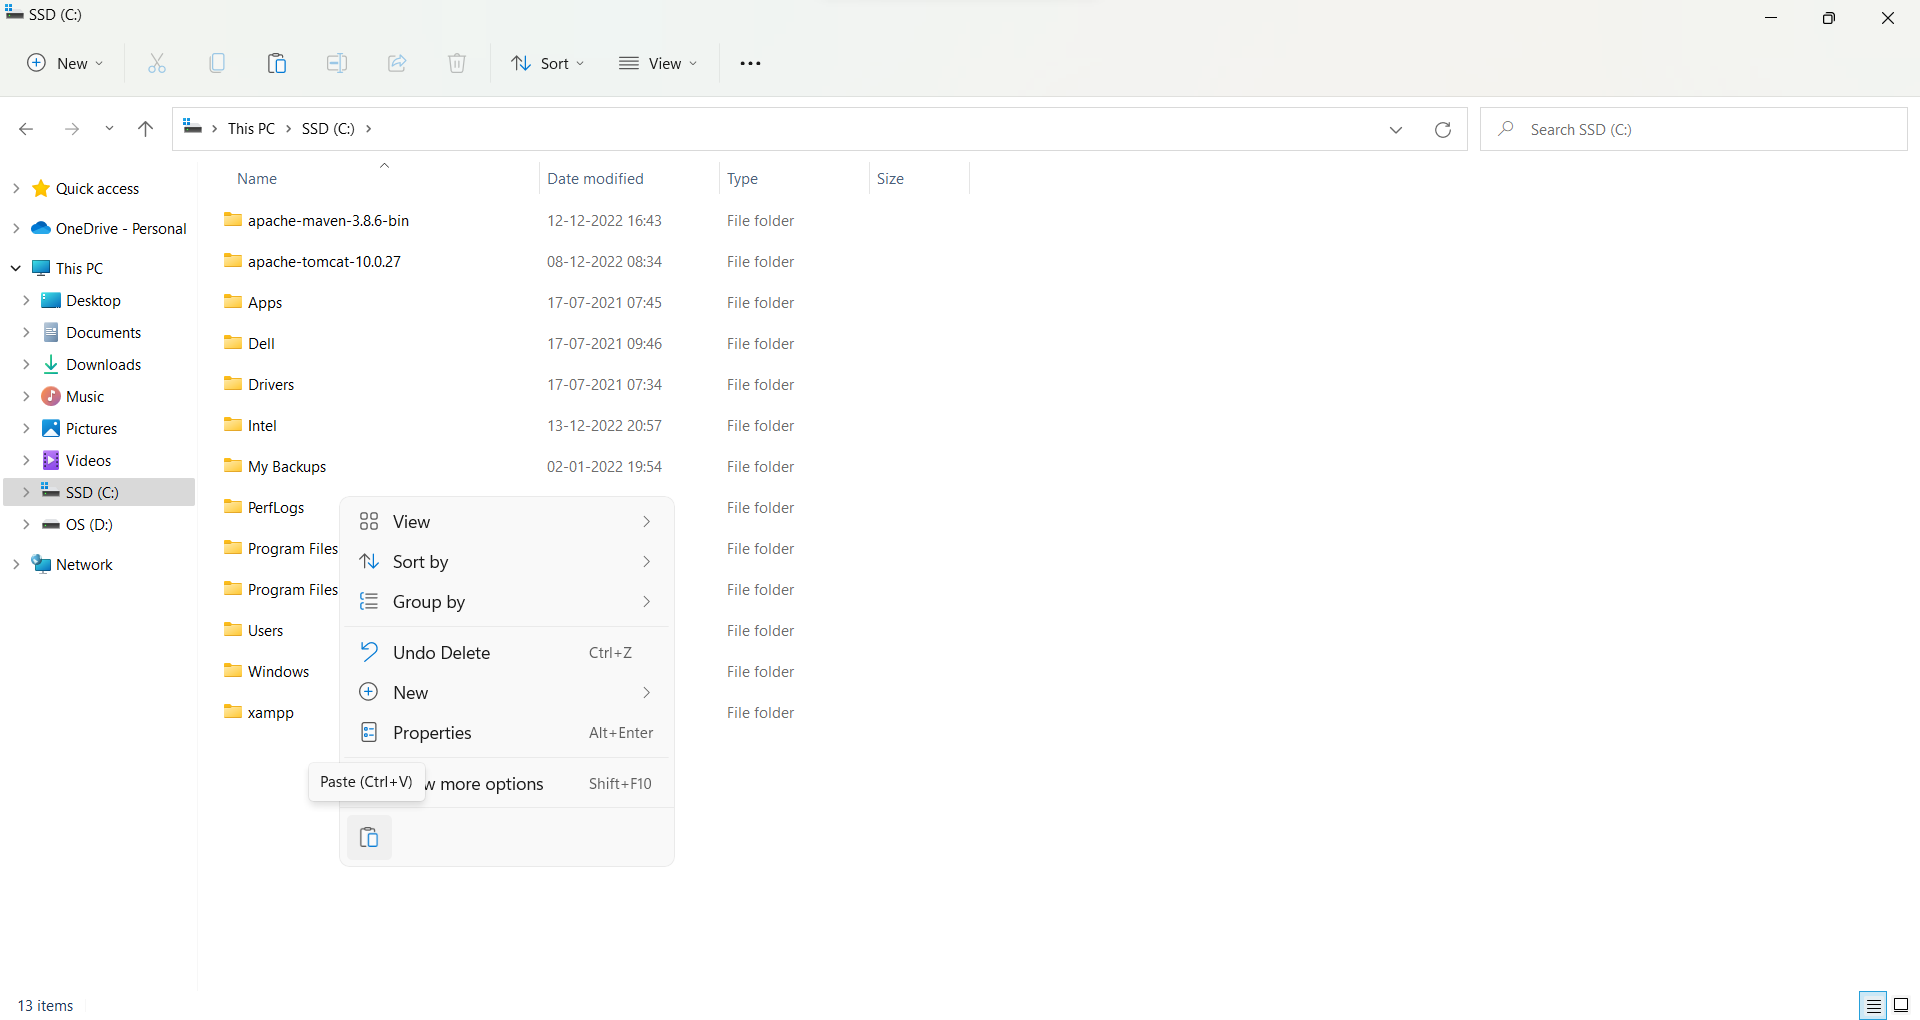 SSD (C:)
New
Sort
View
This PC > SSD (C:) >
Search SSD (C:)
Quick access
OneDrive - Personal
This PC
Desktop
Documents
Downloads
Music
Pictures
Videos
SSD (C:)
OS (D:)
Network
Name Date modified Type Size
apache-maven-3.8.6-bin 12-12-2022 16:43 File folder
apache-tomcat-10.0.27 08-12-2022 08:34 File folder
Apps 17-07-2021 07:45 File folder
Dell 17-07-2021 09:46 File folder
Drivers 17-07-2021 07:34 File folder
Intel 13-12-2022 20:57 File folder
My Backups 02-01-2022 19:54 File folder
PerfLogs File folder
Program Files File folder
Program Files File folder
Users File folder
Windows File folder
xampp File folder
View
Sort by
Group by
Undo Delete Ctrl+Z
New
Properties Alt+Enter
w more options Shift+F10
Paste (Ctrl+V)
13 items